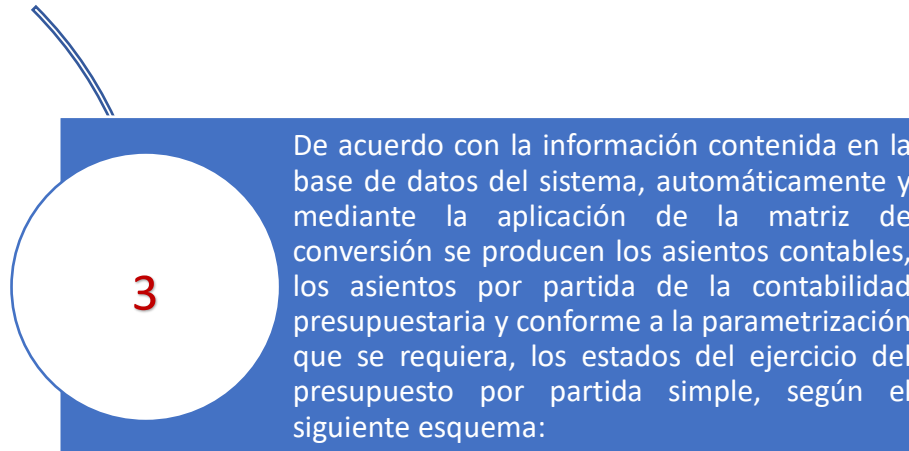 3
De acuerdo con la información contenida en la
base de datos del sistema, automáticamente y
mediante la aplicación de la matriz de
conversión se producen los asientos contables,
los asientos por partida de la contabilidad
presupuestaria y conforme a la parametrización
que se requiera, los estados del ejercicio del
presupuesto por partida simple, según el
siguiente esquema: